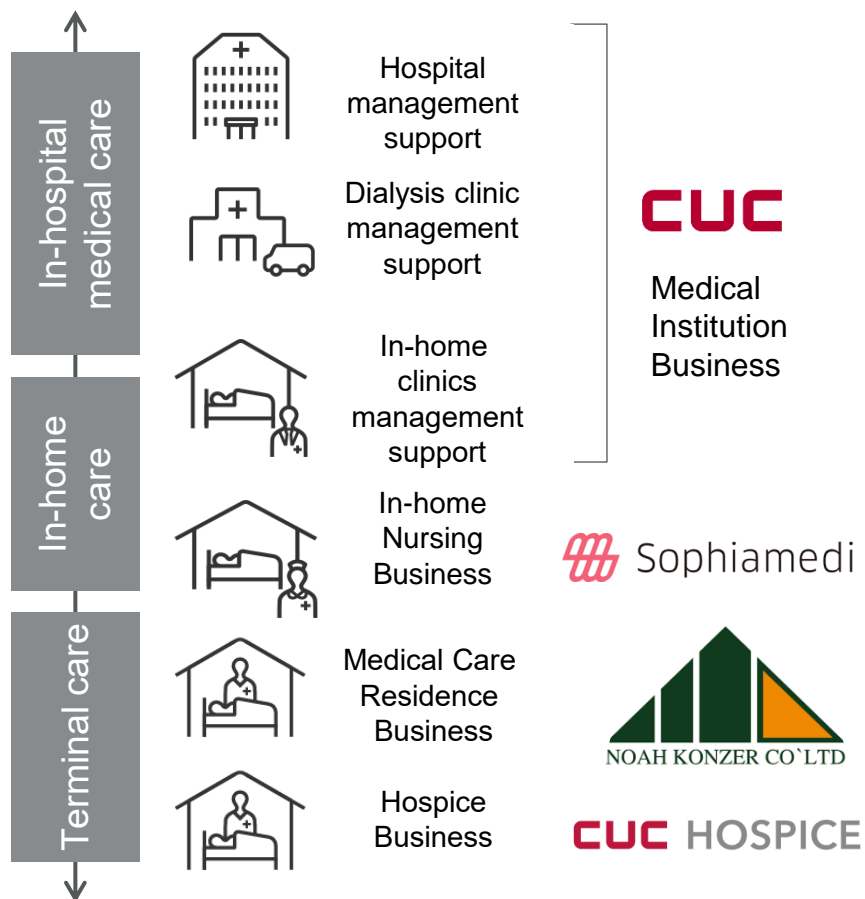 In-hospital
medical care
Hospital
management
support
Dialysis clinic
management
support
In-home
clinics
management
support
CUC
Medical
Institution
Business
In-home
care
In-home
Nursing
Business
Sophiamedi
Terminal care
Medical Care
Residence
Business
NOAH KONZER CO`LTD
Hospice
Business
CUC HOSPICE